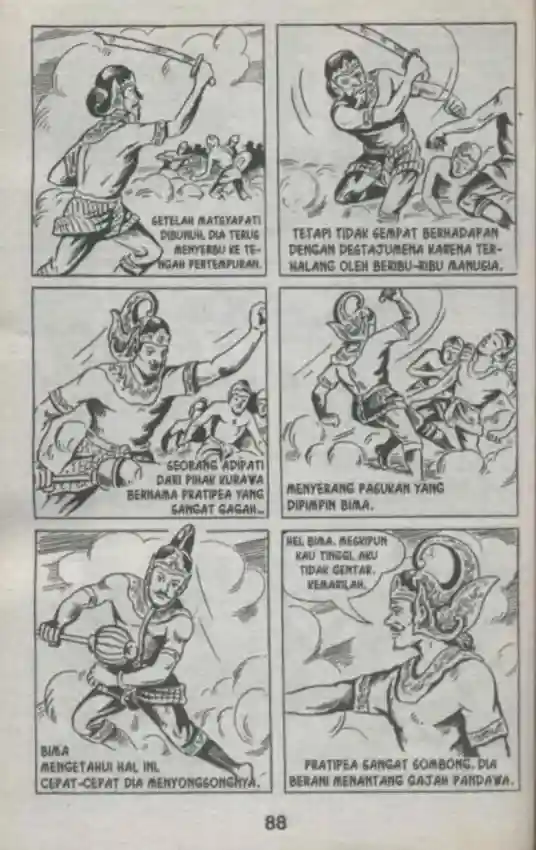 SETELAH MATSYAPATI
DIBUNUH, DIA TERUS
MENYERBU KE TE-
NGAH PERTEMPURAN.
TETAPI TIDAK SEMPAT BERHADAPAN
DENGAN DESTAJUMENA KARENA TER-
HALANG OLEH BERIBU-RIBU MANUSIA.
SEORANG ADIPATI
DARI PIHAK KURAWA
BERNAMA PRATIPEA YANG
SANGAT GAGAH...
MENYERANG PASUKAN YANG
DIPIMPIN BIMA.
BIMA
MENGETAHUI HAL INI.
CEPAT-CEPAT DIA MENYONGSONGNYA.
HEI, BIMA. MESKIPUN
KAU TINGGI, AKU
TIDAK GENTAR.
KEMARILAH.
PRATIPEA SANGAT SOMBONG. DIA
BERANI MENANTANG GAJAH PANDAWA.
88